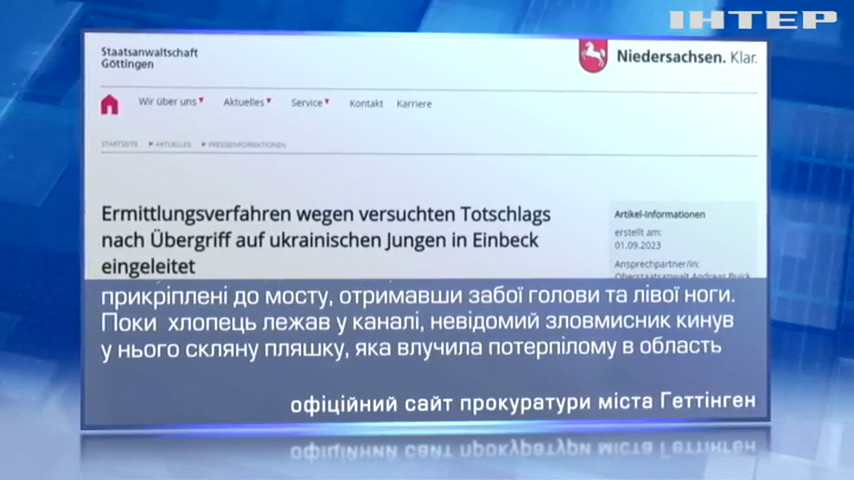 ІНТЕР
Staatsanwaltschaft
Göttingen
Niedersachsen. Klar.
Wir über uns
Aktuelles
Service
Kontakt
Karriere
STARTSEITE
AKTUELLES
PRESSEINFORMATIONEN
Ermittlungsverfahren wegen versuchten Totschlags
nach Übergriff auf ukrainischen Jungen in Einbeck
eingeleitet
Artikel-Informationen
erstellt am:
01.09.2023
Ansprechpartner/in:
Oberstaatsanwalt Andreas Buick
прикріплені до мосту, отримавши забої голови та лівої ноги.
Поки хлопець лежав у каналі, невідомий зловмисник кинув
у нього скляну пляшку, яка влучила потерпілому в область
офіційний сайт прокуратури міста Геттінген